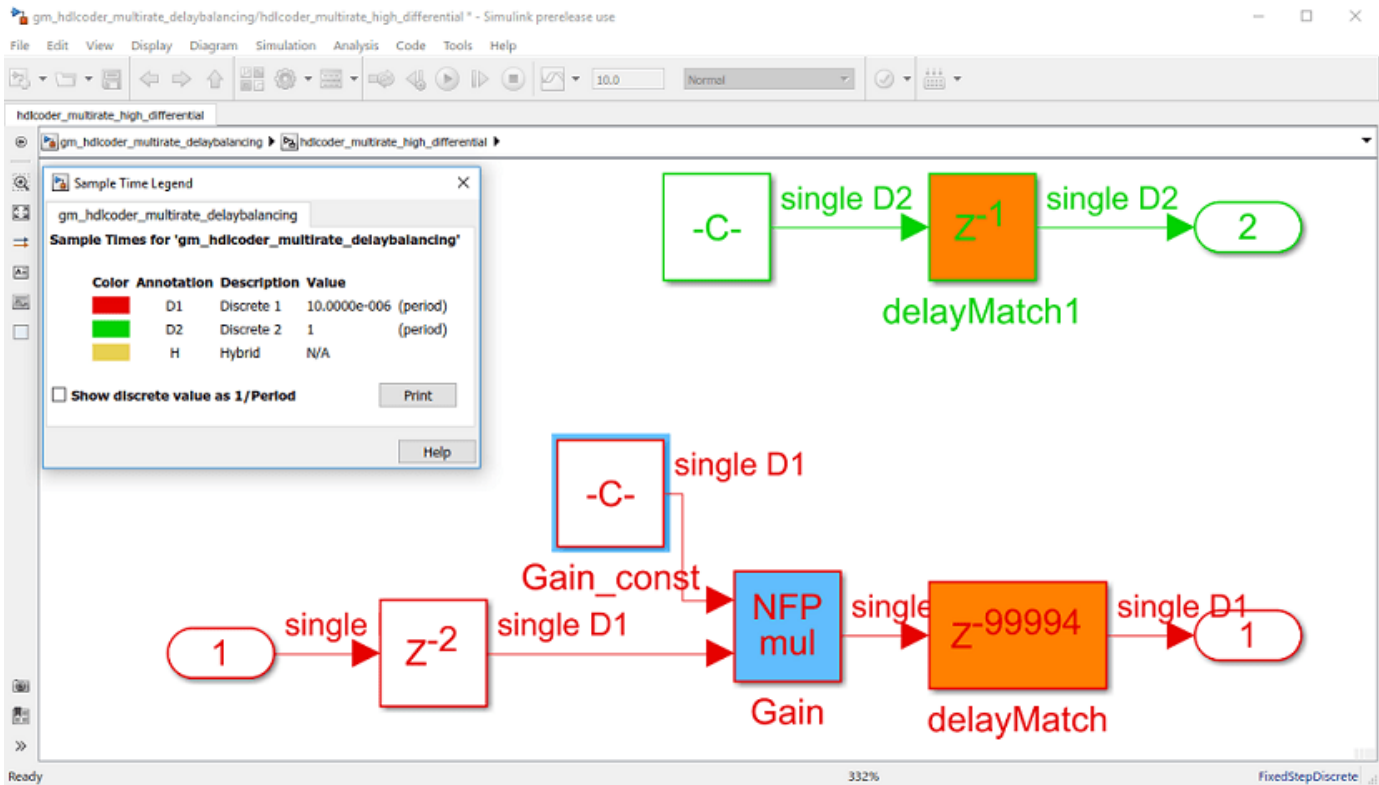 gm_hdlcoder_multirate_delaybalancing/hdlcoder_multirate_high_differential * - Simulink prerelease use
File Edit View Display Diagram Simulation Analysis Code Tools Help
10.0 Normal
hdlcoder_multirate_high_differential
gm_hdlcoder_multirate_delaybalancing hdlcoder_multirate_high_differential
Sample Time Legend
gm_hdlcoder_multirate_delaybalancing
Sample Times for 'gm_hdlcoder_multirate_delaybalancing'
Color Annotation Description Value
D1 Discrete 1 10.0000e-006 (period)
D2 Discrete 2 1 (period)
H Hybrid N/A
Show discrete value as 1/Period Print
Help
-C- single D2 Z-1 single D2 2
delayMatch1
-C- single D1
Gain_const
1 single Z-2 single D1 NFP mul single Z-99994 single D1 1
Gain delayMatch
Ready 332% FixedStepDiscrete